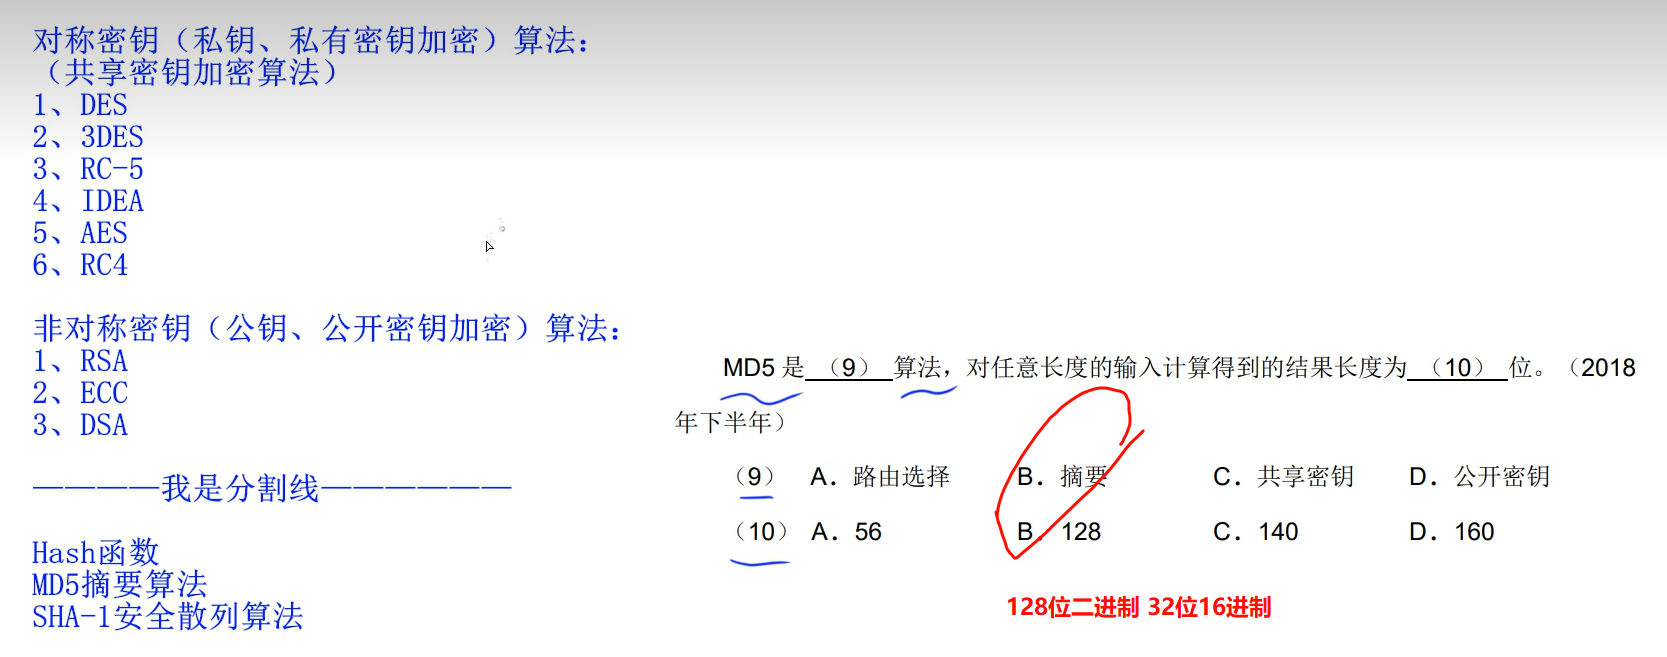 对称密钥（私钥、私有密钥加密）算法：
（共享密钥加密算法）
1、DES
2、3DES
3、RC-5
4、IDEA
5、AES
6、RC4
非对称密钥（公钥、公开密钥加密）算法：
1、RSA
2、ECC
3、DSA
————我是分割线——————
Hash函数
MD5摘要算法
SHA-1安全散列算法
MD5 是 （9） 算法，对任意长度的输入计算得到的结果长度为 （10） 位。（2018
年下半年）
（9） A．路由选择 B．摘要 C．共享密钥 D．公开密钥
（10） A．56 B．128 C．140 D．160
128位二进制 32位16进制